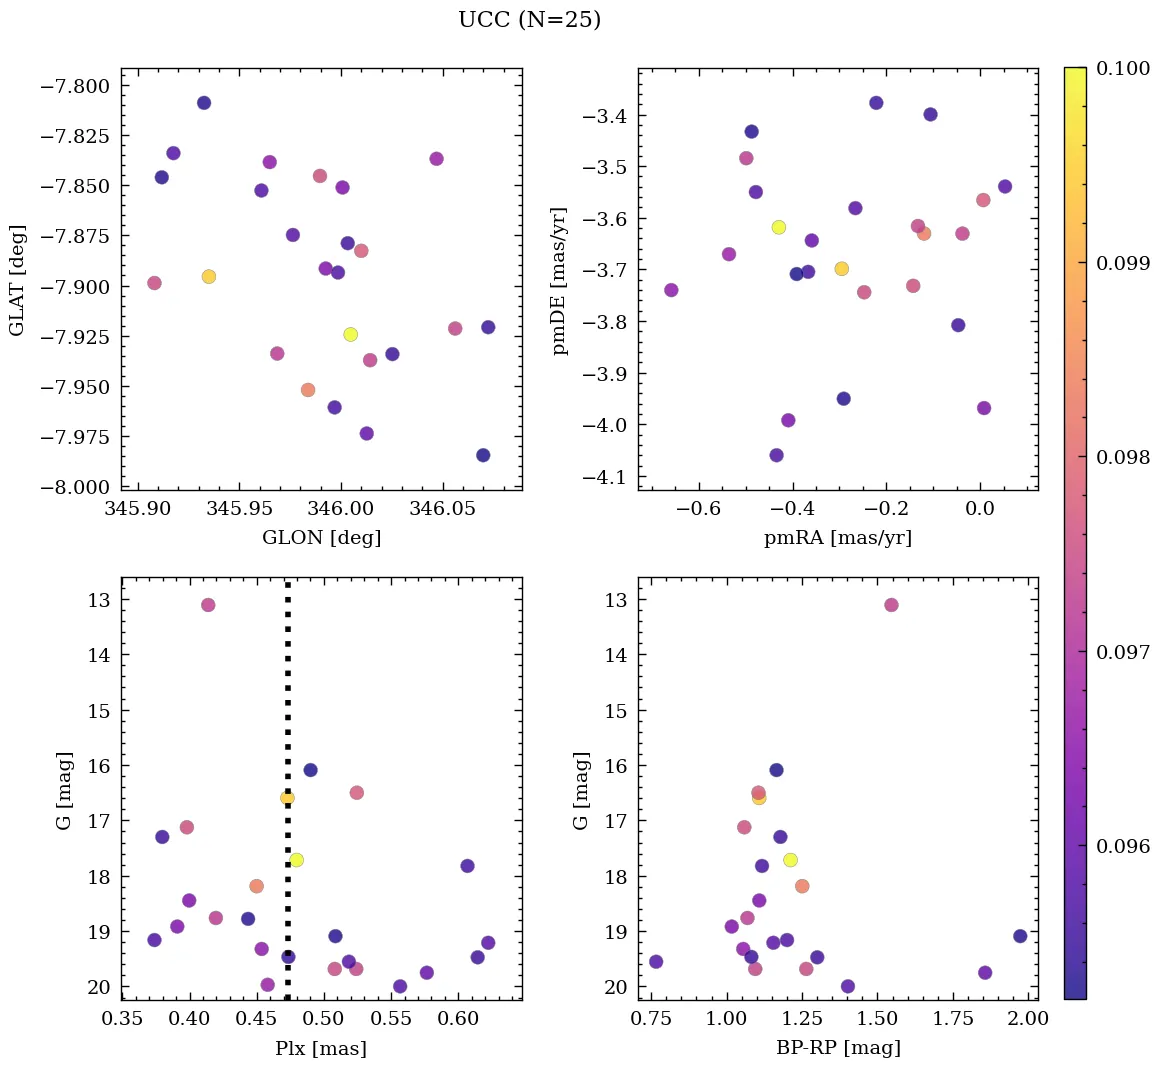 UCC (N=25)
−7.800
−7.825
−7.850
−7.875
−7.900
−7.925
−7.950
−7.975
−8.000
GLAT [deg]
345.90 345.95 346.00 346.05
GLON [deg]
−3.4
−3.5
−3.6
−3.7
−3.8
−3.9
−4.0
−4.1
pmDE [mas/yr]
−0.6 −0.4 −0.2 0.0
pmRA [mas/yr]
13
14
15
16
17
18
19
20
G [mag]
0.35 0.40 0.45 0.50 0.55 0.60
Plx [mas]
13
14
15
16
17
18
19
20
G [mag]
0.75 1.00 1.25 1.50 1.75 2.00
BP-RP [mag]
0.100
0.099
0.098
0.097
0.096